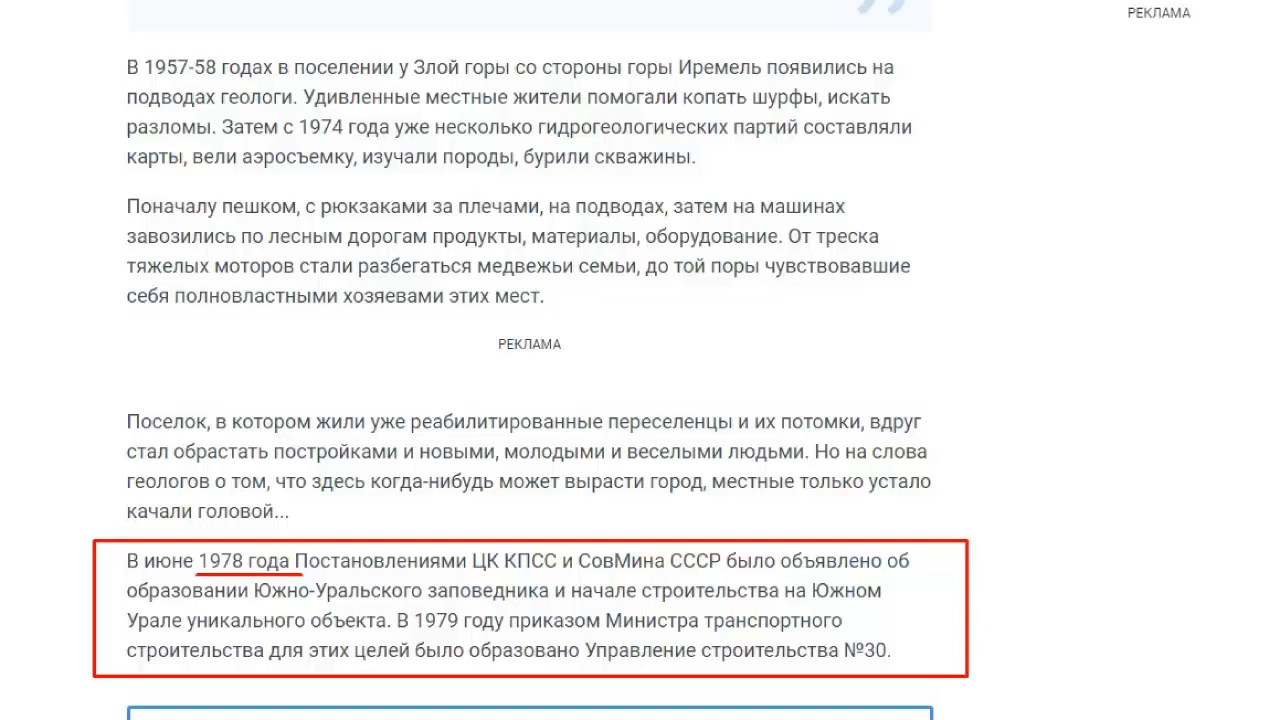 РЕКЛАМА
В 1957-58 годах в поселении у Злой горы со стороны горы Иремель появились на
подводах геологи. Удивленные местные жители помогали копать шурфы, искать
разломы. Затем с 1974 года уже несколько гидрогеологических партий составляли
карты, вели аэросъемку, изучали породы, бурили скважины.
Поначалу пешком, с рюкзаками за плечами, на подводах, затем на машинах
завозились по лесным дорогам продукты, материалы, оборудование. От треска
тяжелых моторов стали разбегаться медвежьи семьи, до той поры чувствовавшие
себя полновластными хозяевами этих мест.
РЕКЛАМА
Поселок, в котором жили уже реабилитированные переселенцы и их потомки, вдруг
стал обрастать постройками и новыми, молодыми и веселыми людьми. Но на слова
геологов о том, что здесь когда-нибудь может вырасти город, местные только устало
качали головой...
В июне 1978 года Постановлениями ЦК КПСС и СовМина СССР было объявлено об
образовании Южно-Уральского заповедника и начале строительства на Южном
Урале уникального объекта. В 1979 году приказом Министра транспортного
строительства для этих целей было образовано Управление строительства №30.